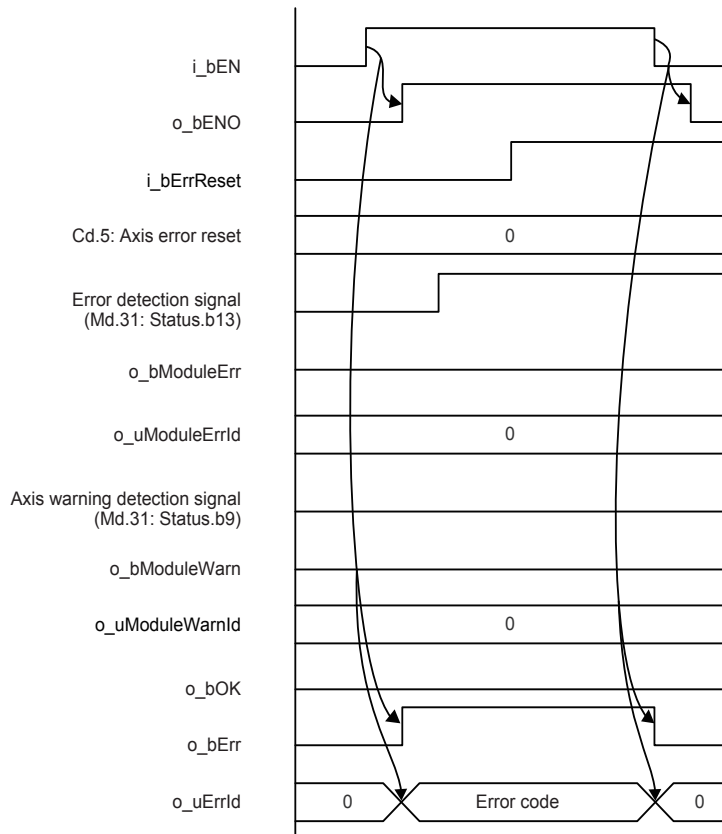 i_bEN
o_bENO
i_bErrReset
Cd.5: Axis error reset
0
Error detection signal
(Md.31: Status.b13)
o_bModuleErr
o_uModuleErrId
0
Axis warning detection signal
(Md.31: Status.b9)
o_bModuleWarn
o_uModuleWarnId
0
o_bOK
o_bErr
o_uErrId
0
Error code
0